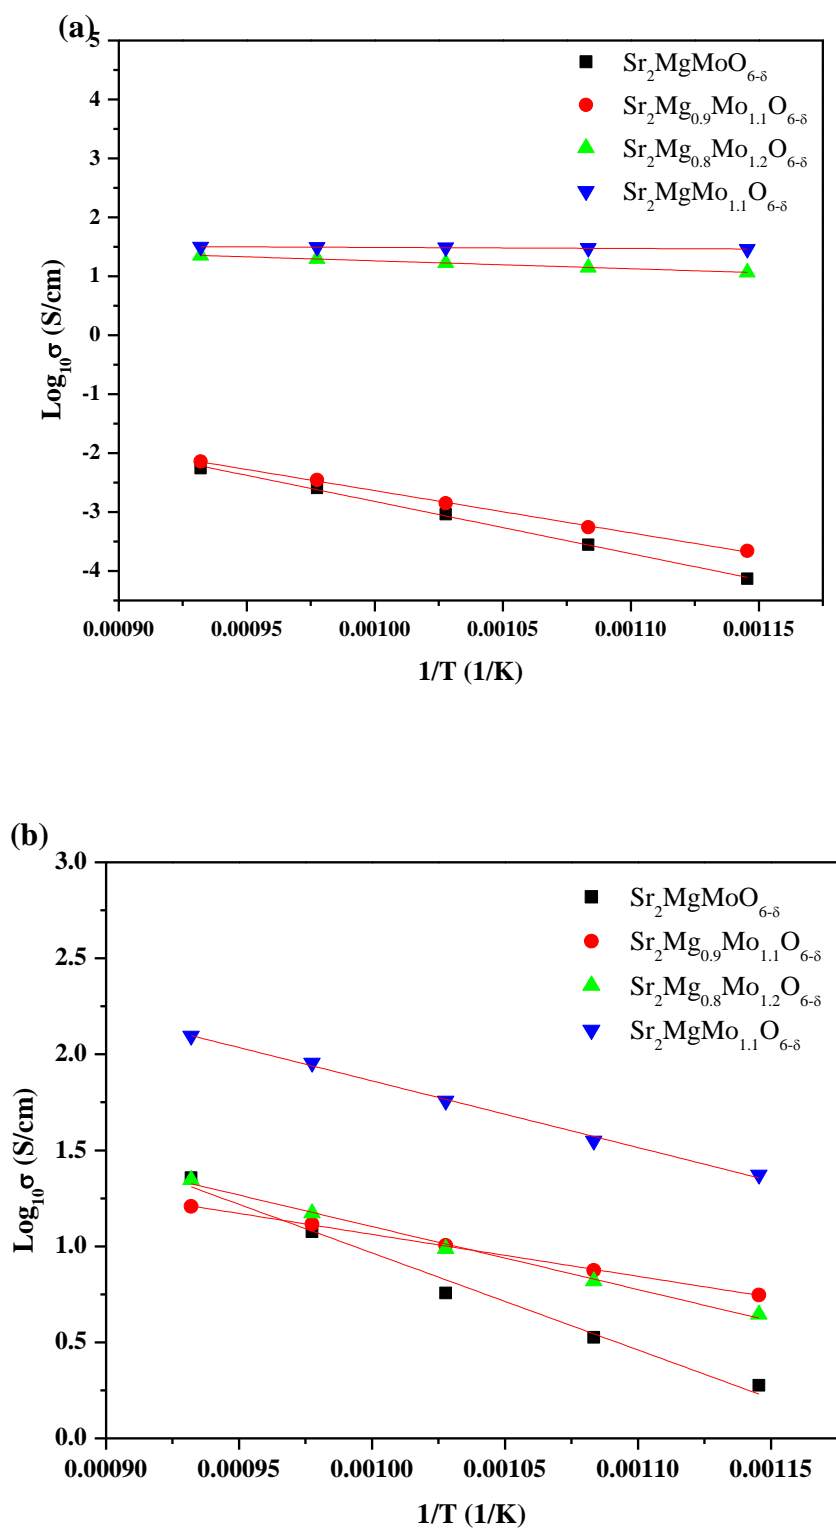 (a)
5
4
3
2
1
0
-1
-2
-3
-4
Log₁₀σ (S/cm)
Sr₂MgMoO₆₋δ
Sr₂Mg₀.₉Mo₁.₁O₆₋δ
Sr₂Mg₀.₈Mo₁.₂O₆₋δ
Sr₂MgMo₁.₁O₆₋δ
0.00090 0.00095 0.00100 0.00105 0.00110 0.00115
1/T (1/K)
(b)
3.0
2.5
2.0
1.5
1.0
0.5
0.0
Log₁₀σ (S/cm)
Sr₂MgMoO₆₋δ
Sr₂Mg₀.₉Mo₁.₁O₆₋δ
Sr₂Mg₀.₈Mo₁.₂O₆₋δ
Sr₂MgMo₁.₁O₆₋δ
0.00090 0.00095 0.00100 0.00105 0.00110 0.00115
1/T (1/K)